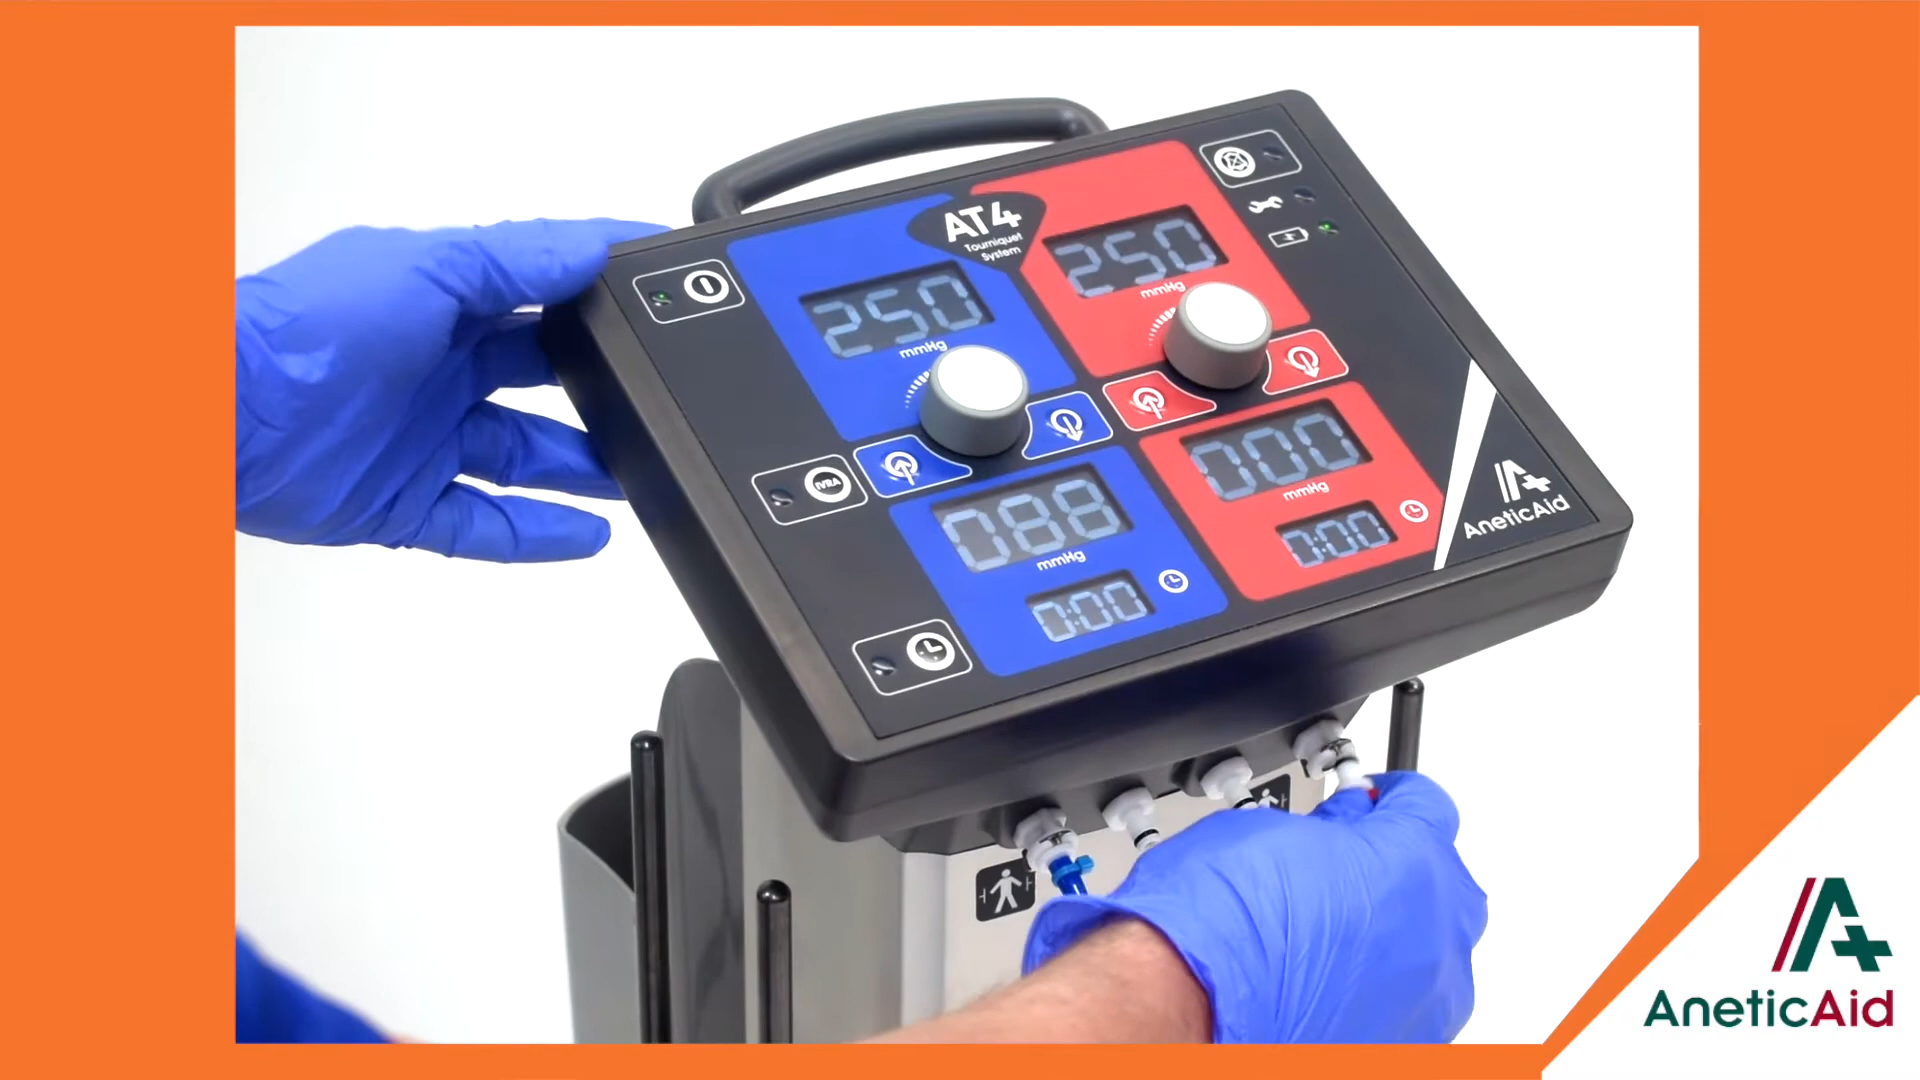 AT4
Tourniquet
System
250
mmHg
250
mmHg
IVRA
088
mmHg
0:00
000
mmHg
0:00
AneticAid
AneticAid